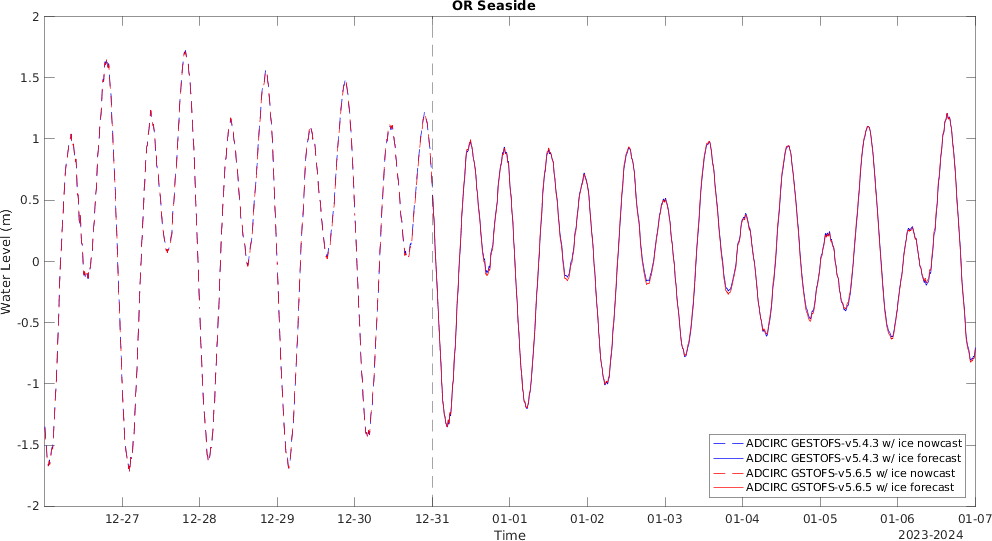 OR Seaside
2
1.5
1
0.5
0
-0.5
-1
-1.5
-2
Water Level (m)
12-27 12-28 12-29 12-30 12-31 01-01 01-02 01-03 01-04 01-05 01-06 01-07
Time
2023-2024
ADCIRC GESTOFS-v5.4.3 w/ ice nowcast
ADCIRC GESTOFS-v5.4.3 w/ ice forecast
ADCIRC GSTOFS-v5.6.5 w/ ice nowcast
ADCIRC GSTOFS-v5.6.5 w/ ice forecast